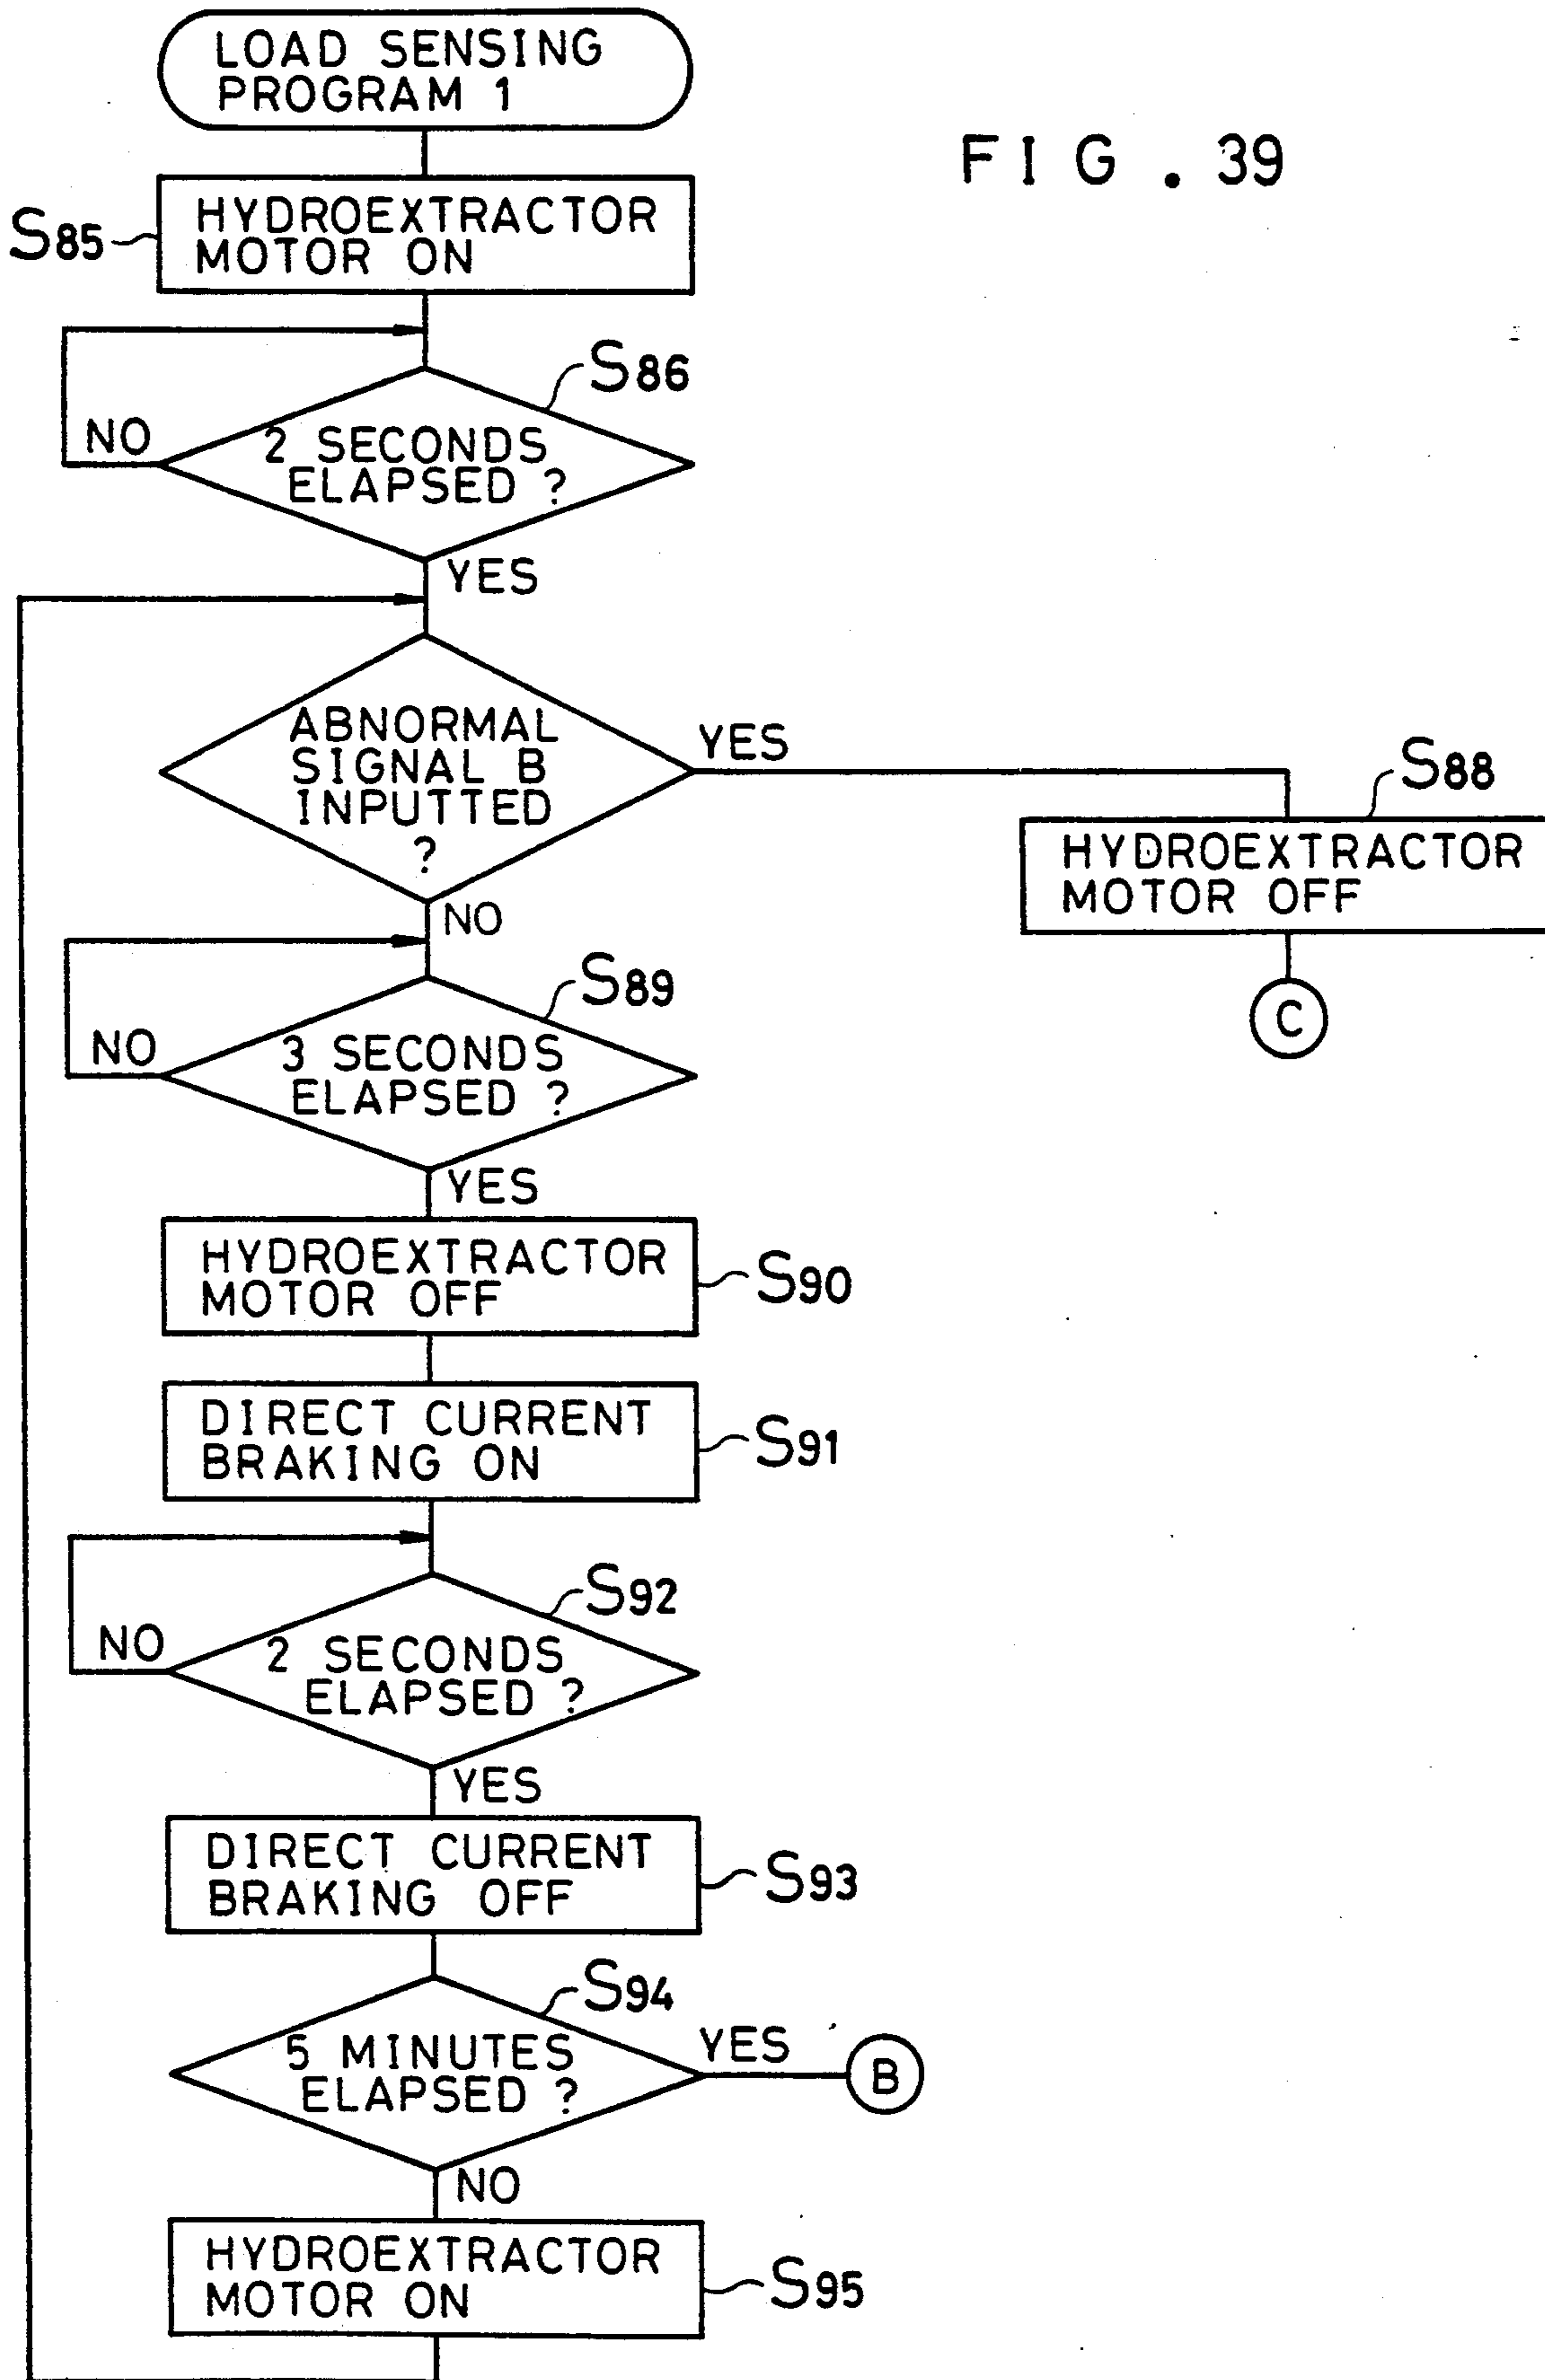 LOAD SENSING
PROGRAM 1
FIG. 39
S85
HYDROEXTRACTOR
MOTOR ON
S86
NO
2 SECONDS
ELAPSED ?
YES
ABNORMAL
SIGNAL B
INPUTTED
?
YES
S88
HYDROEXTRACTOR
MOTOR OFF
C
NO
S89
NO
3 SECONDS
ELAPSED ?
YES
HYDROEXTRACTOR
MOTOR OFF
S90
DIRECT CURRENT
BRAKING ON
S91
S92
NO
2 SECONDS
ELAPSED ?
YES
DIRECT CURRENT
BRAKING OFF
S93
S94
5 MINUTES
ELAPSED ?
YES
B
NO
HYDROEXTRACTOR
MOTOR ON
S95